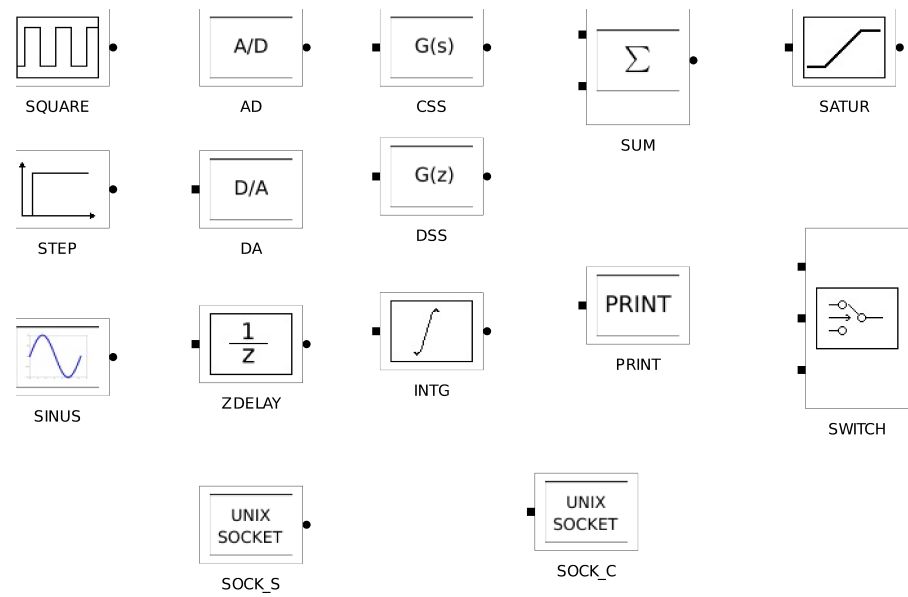 A/D
G(s)
Σ
SQUARE
AD
CSS
SUM
SATUR
D/A
G(z)
STEP
DA
DSS
1
z
PRINT
SINUS
ZDELAY
INTG
PRINT
SWITCH
UNIX
SOCKET
UNIX
SOCKET
SOCK_S
SOCK_C